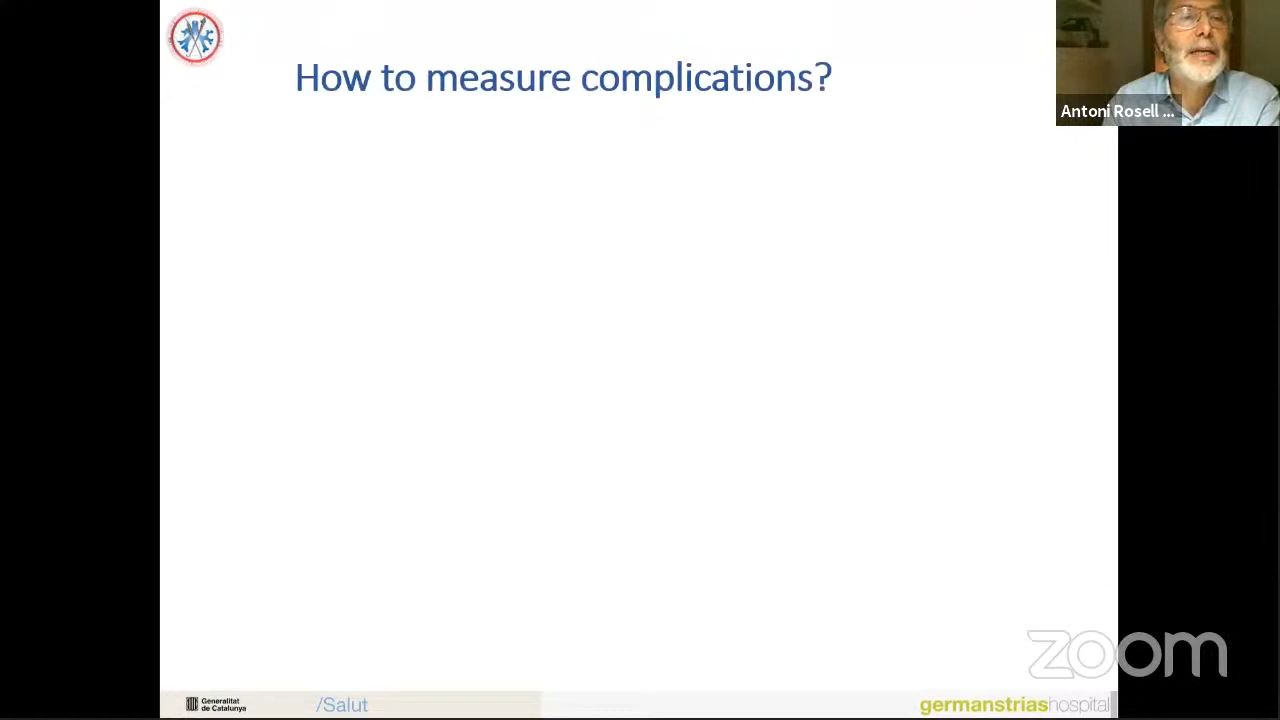 How to measure complications?
Antoni Rosell ...
zoom
Generalitat
de Catalunya
/Salut
germanstriashospital